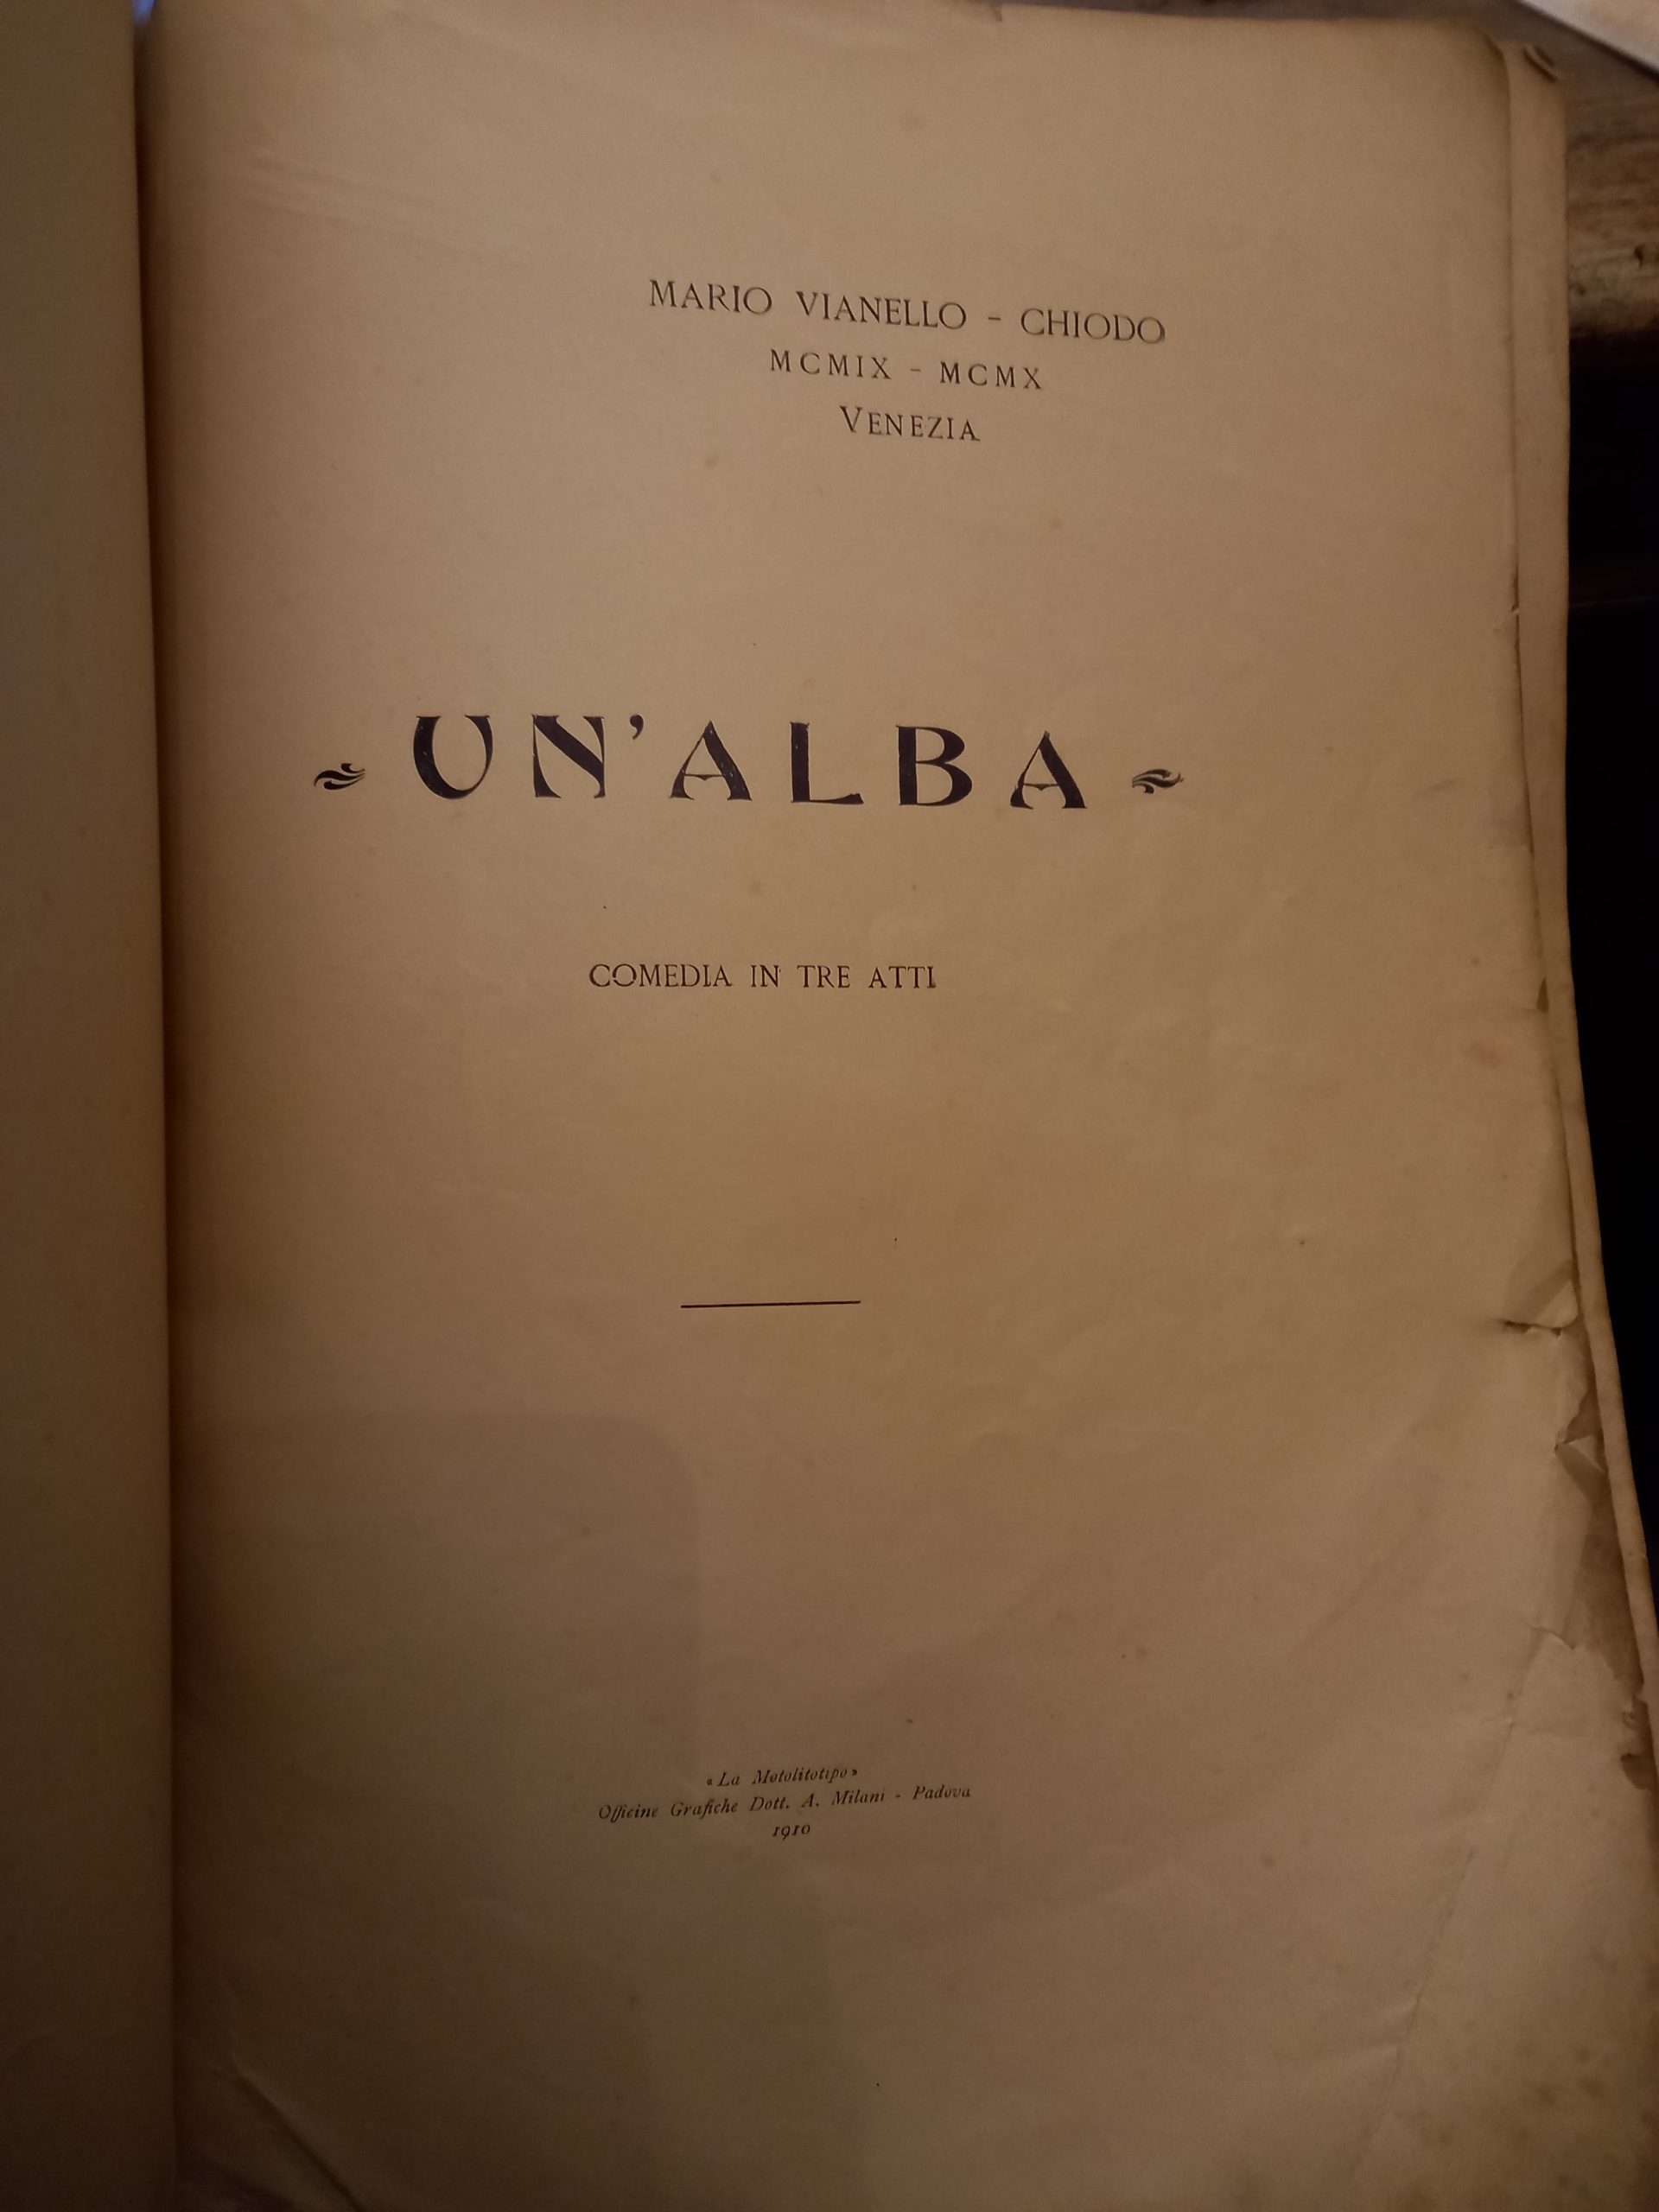 MARIO VIANELLO - CHIODO
MCMIX - MCMX
VENEZIA
UN'ALBA
COMEDIA IN TRE ATTI
«La Motolitotipo»
Officine Grafiche Dott. A. Milani - Padova
1910